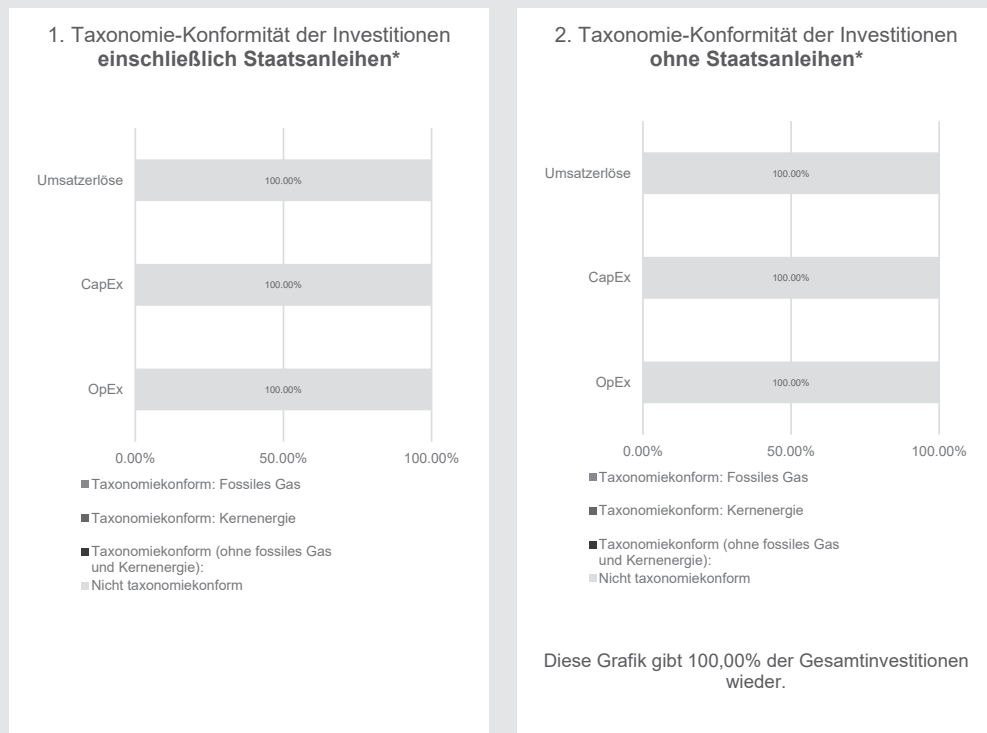 1. Taxonomie-Konformität der Investitionen
einschließlich Staatsanleihen*
Umsatzerlöse
100.00%
CapEx
100.00%
OpEx
100.00%
0.00%
50.00%
100.00%
Taxonomiekonform: Fossiles Gas
Taxonomiekonform: Kernenergie
Taxonomiekonform (ohne fossiles Gas
und Kernenergie):
Nicht taxonomiekonform
2. Taxonomie-Konformität der Investitionen
ohne Staatsanleihen*
Umsatzerlöse
100.00%
CapEx
100.00%
OpEx
100.00%
0.00%
50.00%
100.00%
Taxonomiekonform: Fossiles Gas
Taxonomiekonform: Kernenergie
Taxonomiekonform (ohne fossiles Gas
und Kernenergie):
Nicht taxonomiekonform
Diese Grafik gibt 100,00% der Gesamtinvestitionen
wieder.